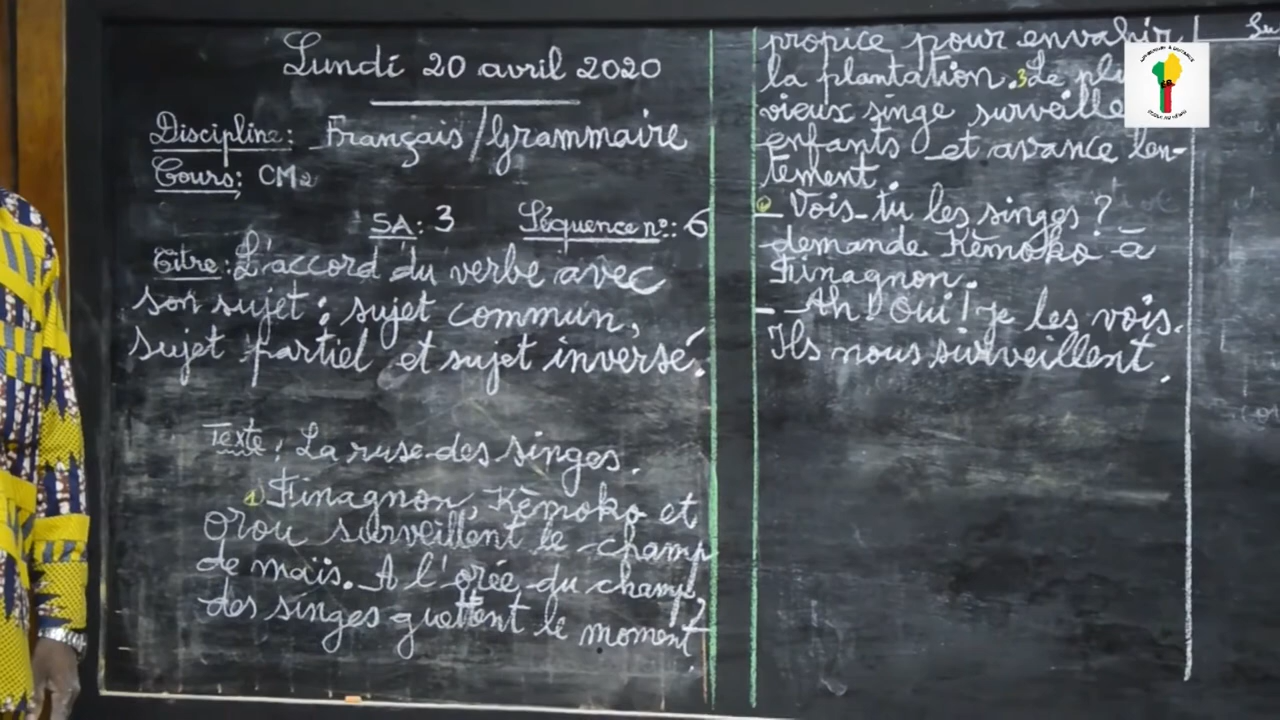 Lundi 20 avril 2020
Discipline: Français/Grammaire
Cours: CM2
SA: 3 Séquence n°: 6
Titre: L'accord du verbe avec
son sujet : sujet commun,
sujet partiel et sujet inversé.
Texte : La ruse des singes.
1) Finagnon, Kèmoko et
Orou surveillent le champ
de maïs. A l'orée du champ,
des singes guettent le moment
propice pour envahir
la plantation. 3 Le
vieux singe surveille
enfants et avance len-
tement.
- Vois-tu les singes ?
demande Kèmoko à
Finagnon.
- Ah ! Oui ! je les vois.
Ils nous surveillent.